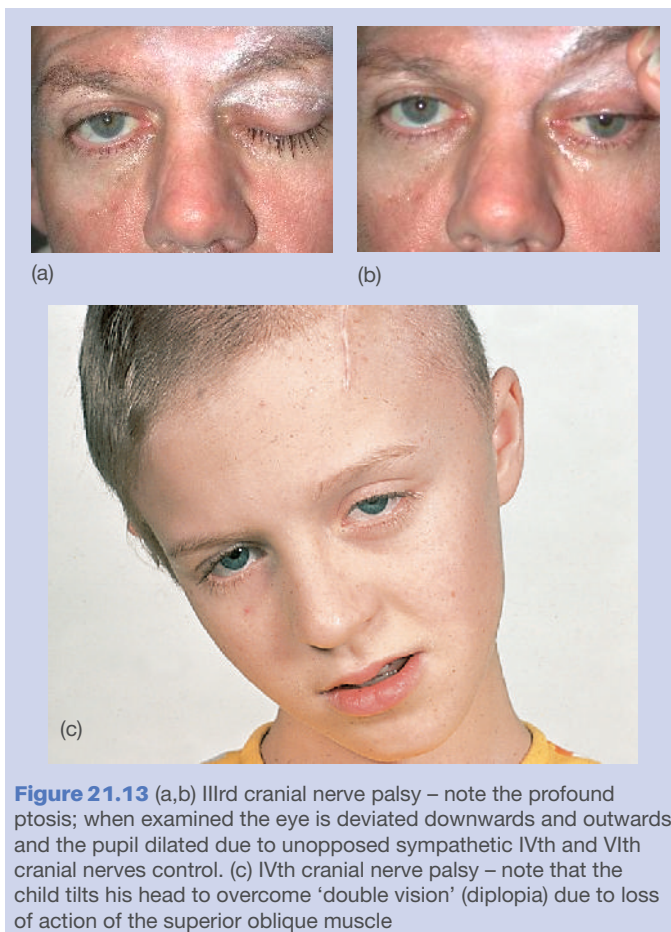 (a)
(b)
(c)
Figure 21.13 (a,b) IIIrd cranial nerve palsy – note the profound
ptosis; when examined the eye is deviated downwards and outwards
and the pupil dilated due to unopposed sympathetic IVth and VIth
cranial nerves control. (c) IVth cranial nerve palsy – note that the
child tilts his head to overcome ‘double vision’ (diplopia) due to loss
of action of the superior oblique muscle